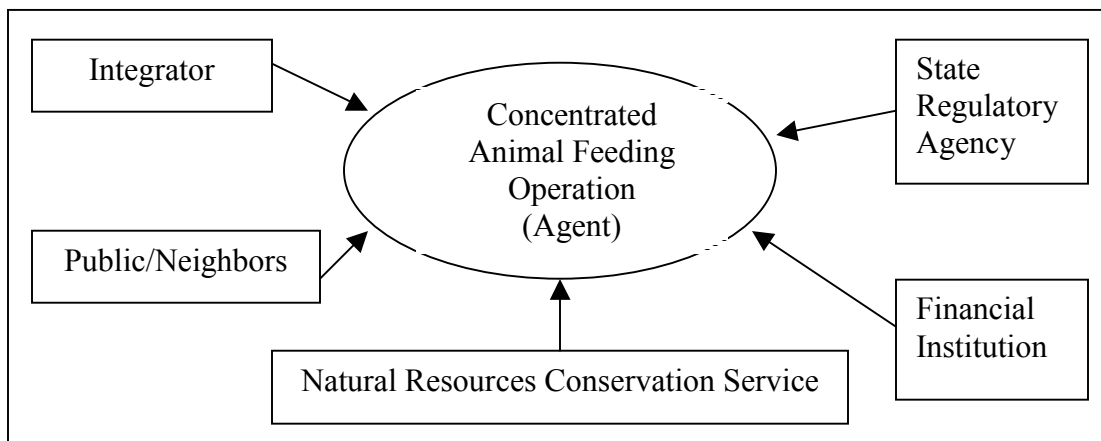 Integrator
Concentrated
Animal Feeding
Operation
(Agent)
State
Regulatory
Agency
Public/Neighbors
Financial
Institution
Natural Resources Conservation Service